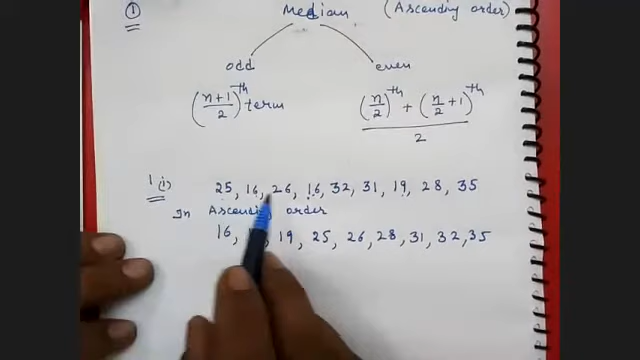 ① Median (Ascending order)
odd even
((n+1)/2)th term ((n/2)th + (n/2 + 1)th)/2
1 (i) 25, 16, 26, 16, 32, 31, 19, 28, 35
In Ascending order
16, 19, 25, 26, 28, 31, 32, 35